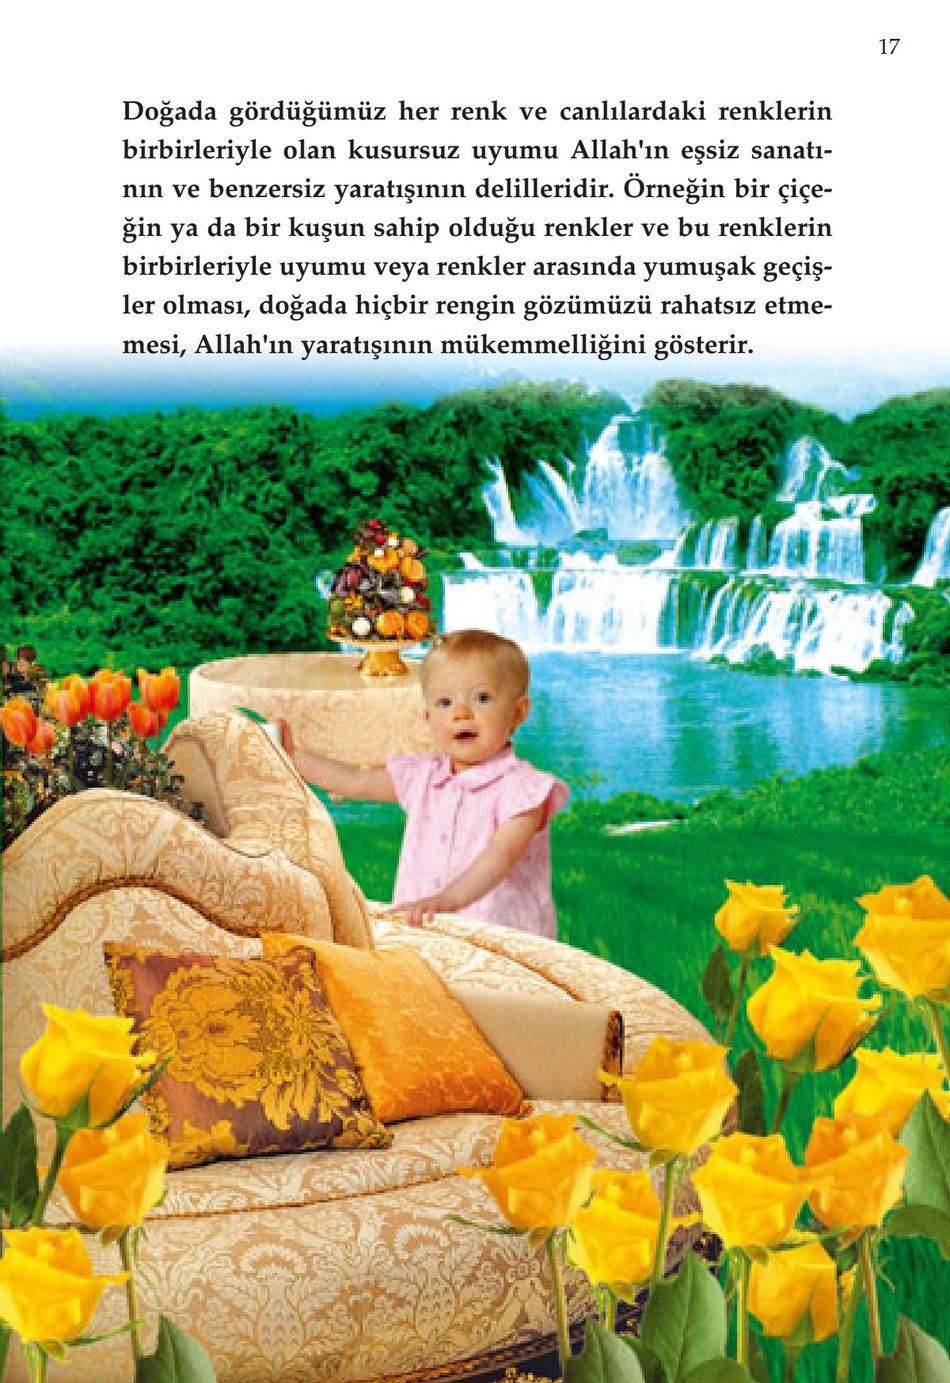 17
Doğada gördüğümüz her renk ve canlılardaki renklerin
birbirleriyle olan kusursuz uyumu Allah'ın eşsiz sanatı-
nın ve benzersiz yaratışının delilleridir. Örneğin bir çiçe-
ğin ya da bir kuşun sahip olduğu renkler ve bu renklerin
birbirleriyle uyumu veya renkler arasında yumuşak geçiş-
ler olması, doğada hiçbir rengin gözümüzü rahatsız etme-
mesi, Allah'ın yaratışının mükemmelliğini gösterir.